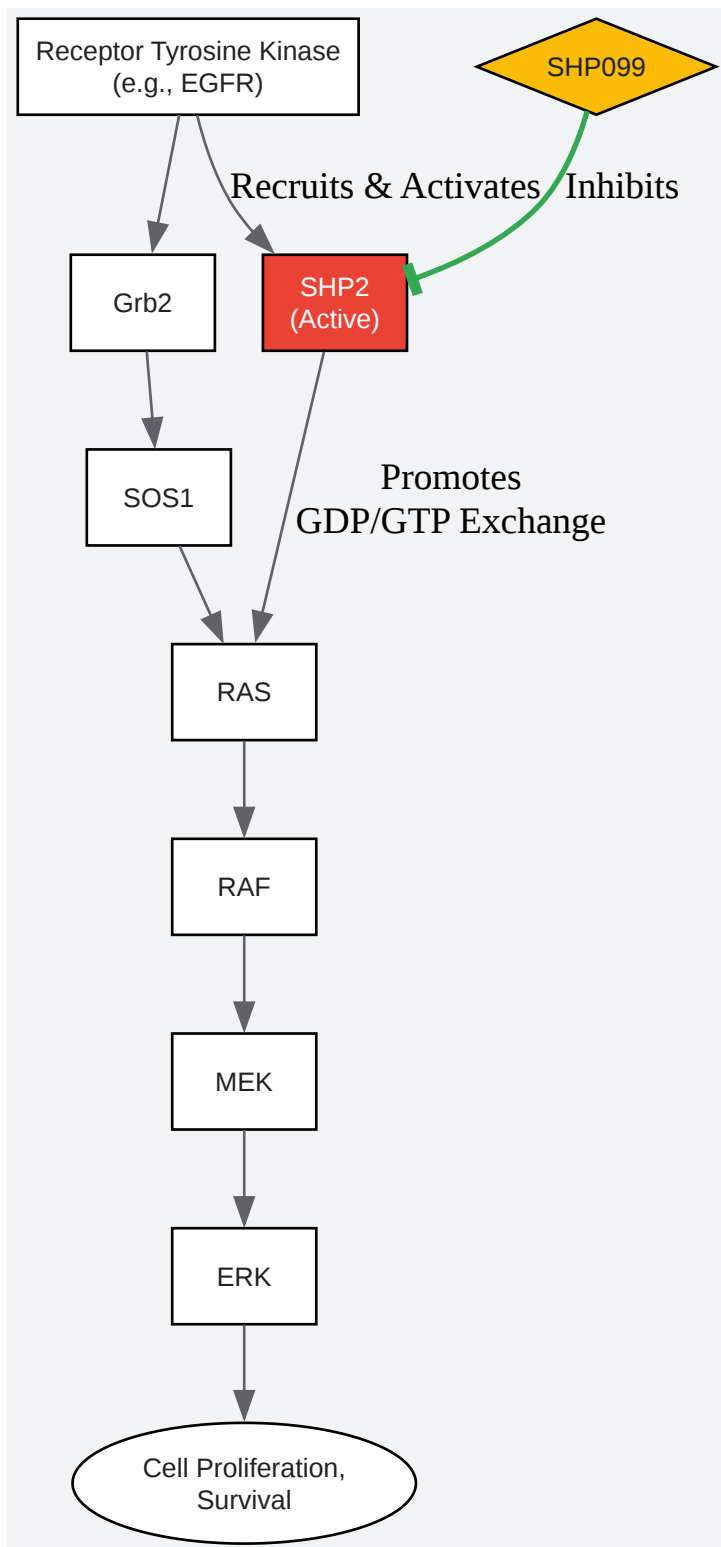 Receptor Tyrosine Kinase
(e.g., EGFR)
SHP099
Recruits & Activates
Inhibits
Grb2
SHP2
(Active)
SOS1
Promotes
GDP/GTP Exchange
RAS
RAF
MEK
ERK
Cell Proliferation,
Survival